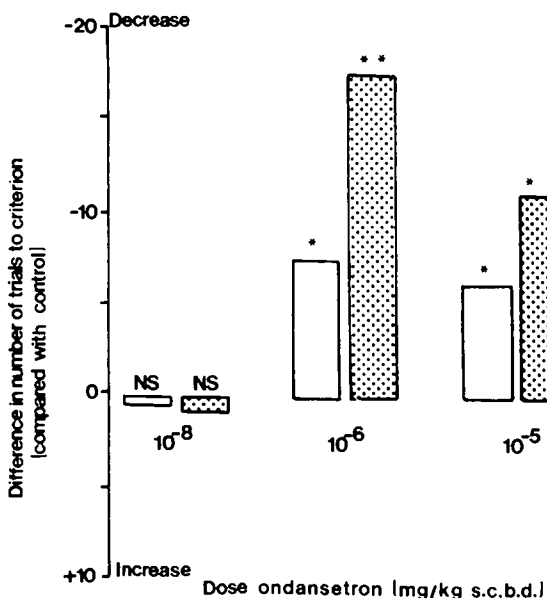 -20
Decrease
-10
0
+10
Increase
Difference in number of trials to criterion
[compared with control]
NS
NS
*
* *
*
*
10-8
10-6
10-5
Dose ondansetron [mg/kg s.c.b.d.]